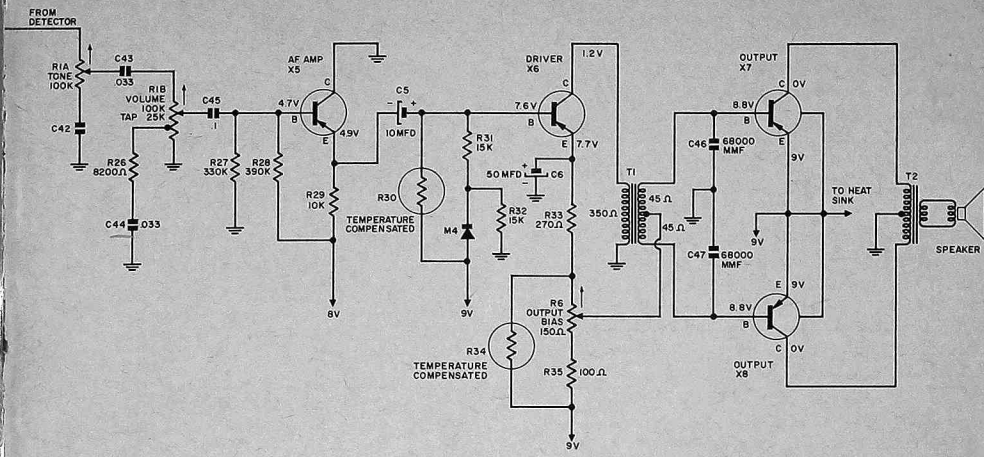 FROM
DETECTOR
R1A
TONE
100K
C43
.033
R1B
VOLUME
100K
TAP 25K
C45
.1
C42
R26
8200Ω
C44 .033
R27
330K
R28
390K
AF AMP
X5
C
4.7V
B
4.9V
E
R29
10K
8V
C5
- +
10MFD
R30
TEMPERATURE
COMPENSATED
R31
15K
M4
R32
15K
9V
DRIVER
X6
1.2V
C
7.6V
B
E 7.7V
+
50 MFD C6
-
R33
270Ω
R6
OUTPUT
BIAS
150Ω
R34
TEMPERATURE
COMPENSATED
R35 100Ω
9V
T1
350Ω
45Ω
45Ω
C46 68000
MMF
C47 68000
MMF
OUTPUT
X7
C 0V
8.8V
B
E
9V
9V
TO HEAT
SINK
E 9V
8.8V
B
C 0V
OUTPUT
X8
T2
SPEAKER